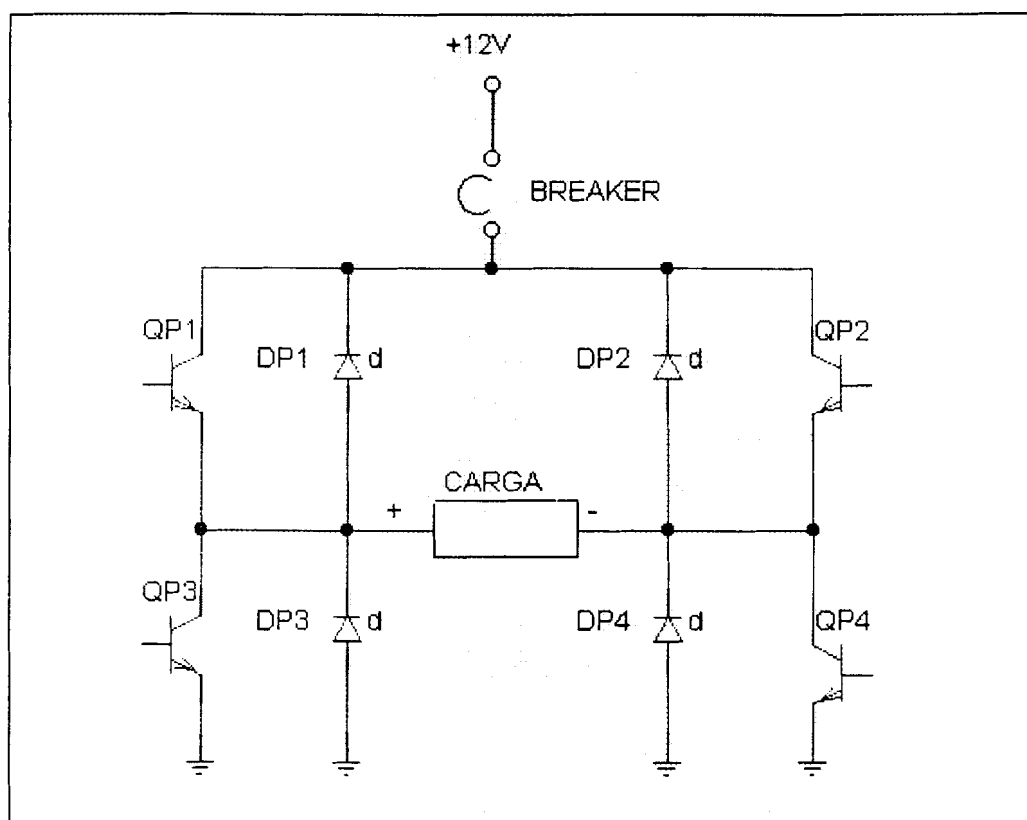 +12V
BREAKER
QP1
DP1
d
DP2
d
QP2
CARGA
+
-
QP3
DP3
d
DP4
d
QP4